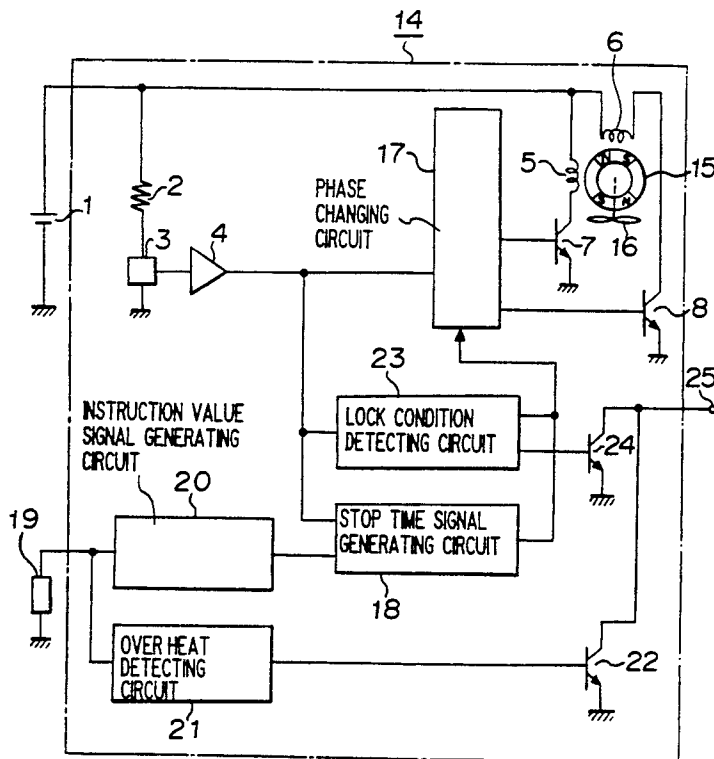 14
6
17
5
15
PHASE
CHANGING
CIRCUIT
1
2
3
4
7
16
N S
S N
8
23
25
INSTRUCTION VALUE
SIGNAL GENERATING
CIRCUIT
LOCK CONDITION
DETECTING CIRCUIT
24
19
20
STOP TIME SIGNAL
GENERATING CIRCUIT
18
OVER HEAT
DETECTING
CIRCUIT
22
21